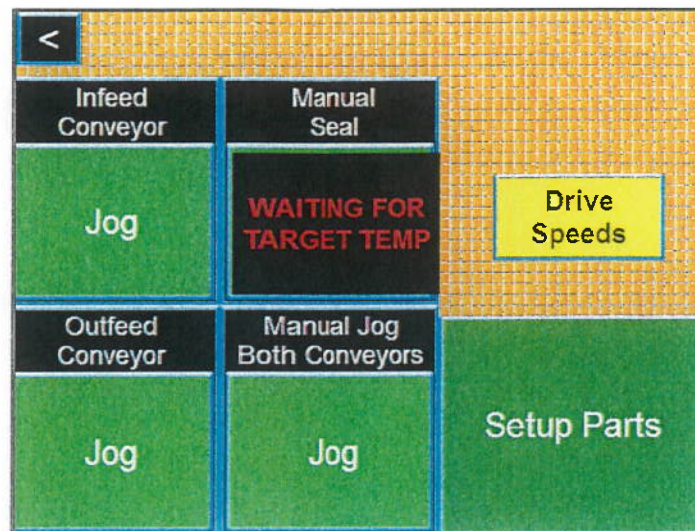 <
Infeed
Conveyor
Jog
Manual
Seal
WAITING FOR
TARGET TEMP
Drive
Speeds
Outfeed
Conveyor
Jog
Manual Jog
Both Conveyors
Jog
Setup Parts